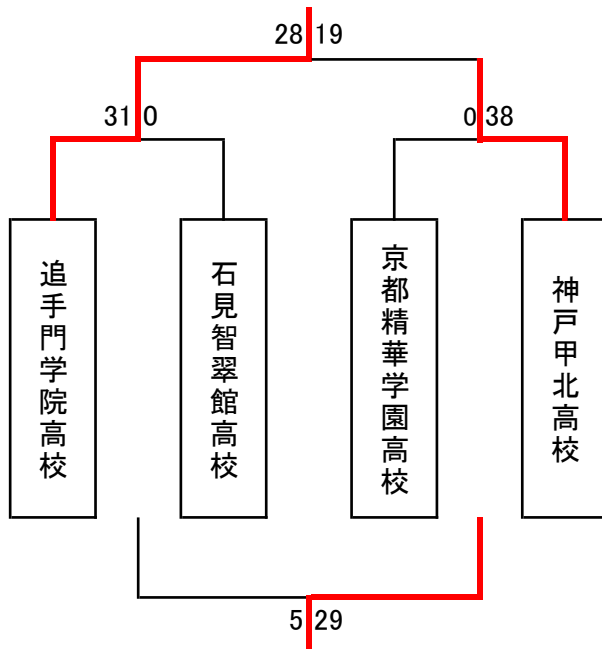 28 19
31 0
0 38
追手門学院高校
石見智翠館高校
京都精華学園高校
神戸甲北高校
5 29